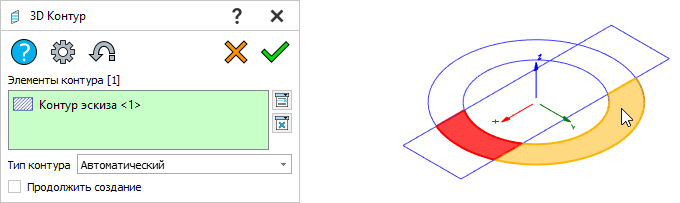 3D Контур
Элементы контура [1]
Контур эскиза <1>
Тип контура Автоматический
Продолжить создание